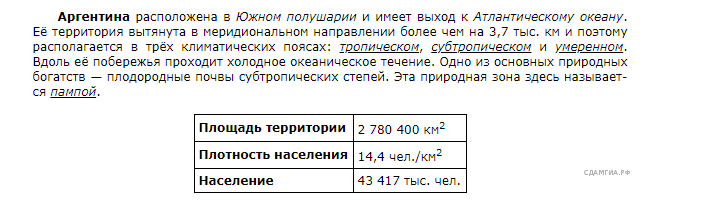 Аргентина расположена в Южном полушарии и имеет выход к Атлантическому океану.
Её территория вытянута в меридиональном направлении более чем на 3,7 тыс. км и поэтому
располагается в трёх климатических поясах: тропическом, субтропическом и умеренном.
Вдоль её побережья проходит холодное океаническое течение. Одно из основных природных
богатств — плодородные почвы субтропических степей. Эта природная зона здесь называет-
ся пампой.
Площадь территории 2 780 400 км²
Плотность населения 14,4 чел./км²
Население 43 417 тыс. чел.
СДАМГИА.РФ